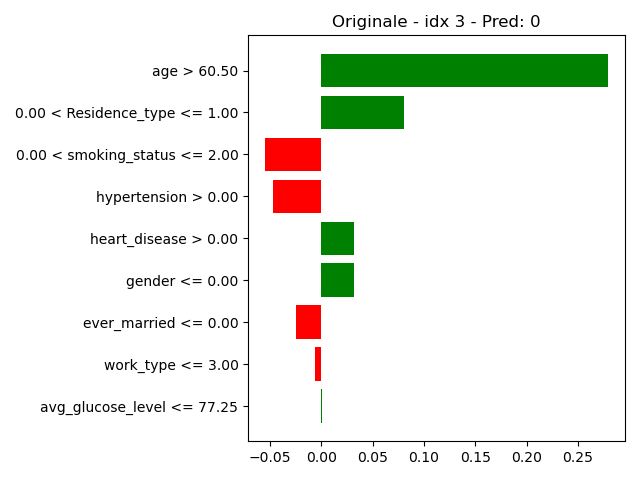 Originale - idx 3 - Pred: 0
age > 60.50
0.00 < Residence_type <= 1.00
0.00 < smoking_status <= 2.00
hypertension > 0.00
heart_disease > 0.00
gender <= 0.00
ever_married <= 0.00
work_type <= 3.00
avg_glucose_level <= 77.25
−0.05 0.00 0.05 0.10 0.15 0.20 0.25